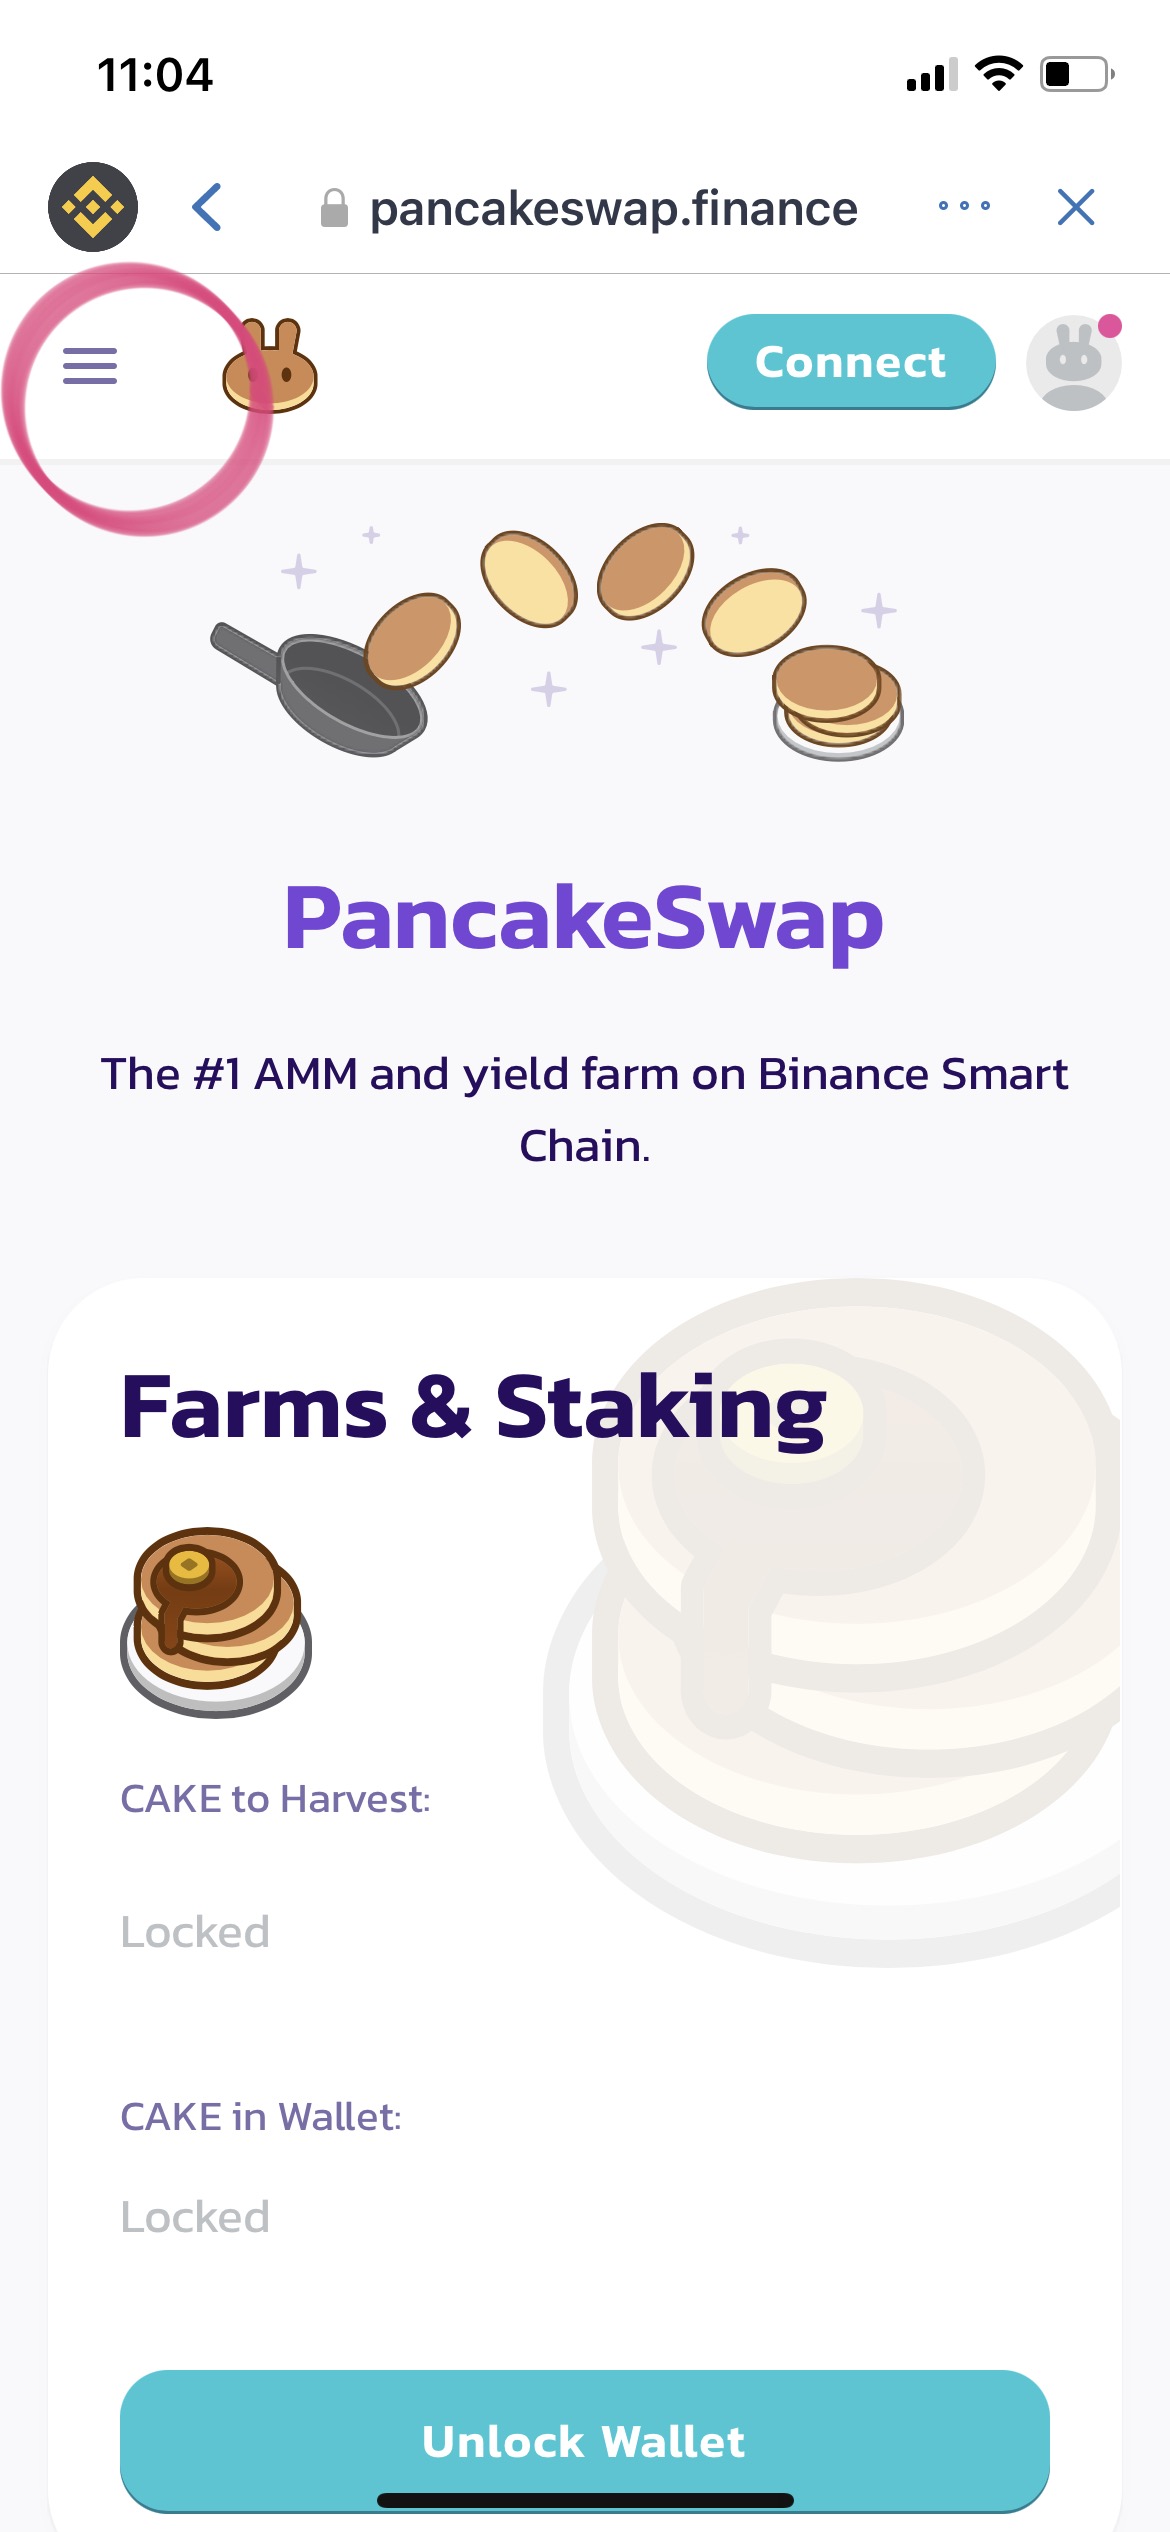 11:04
pancakeswap.finance
Connect
PancakeSwap
The #1 AMM and yield farm on Binance Smart
Chain.
Farms & Staking
CAKE to Harvest:
Locked
CAKE in Wallet:
Locked
Unlock Wallet